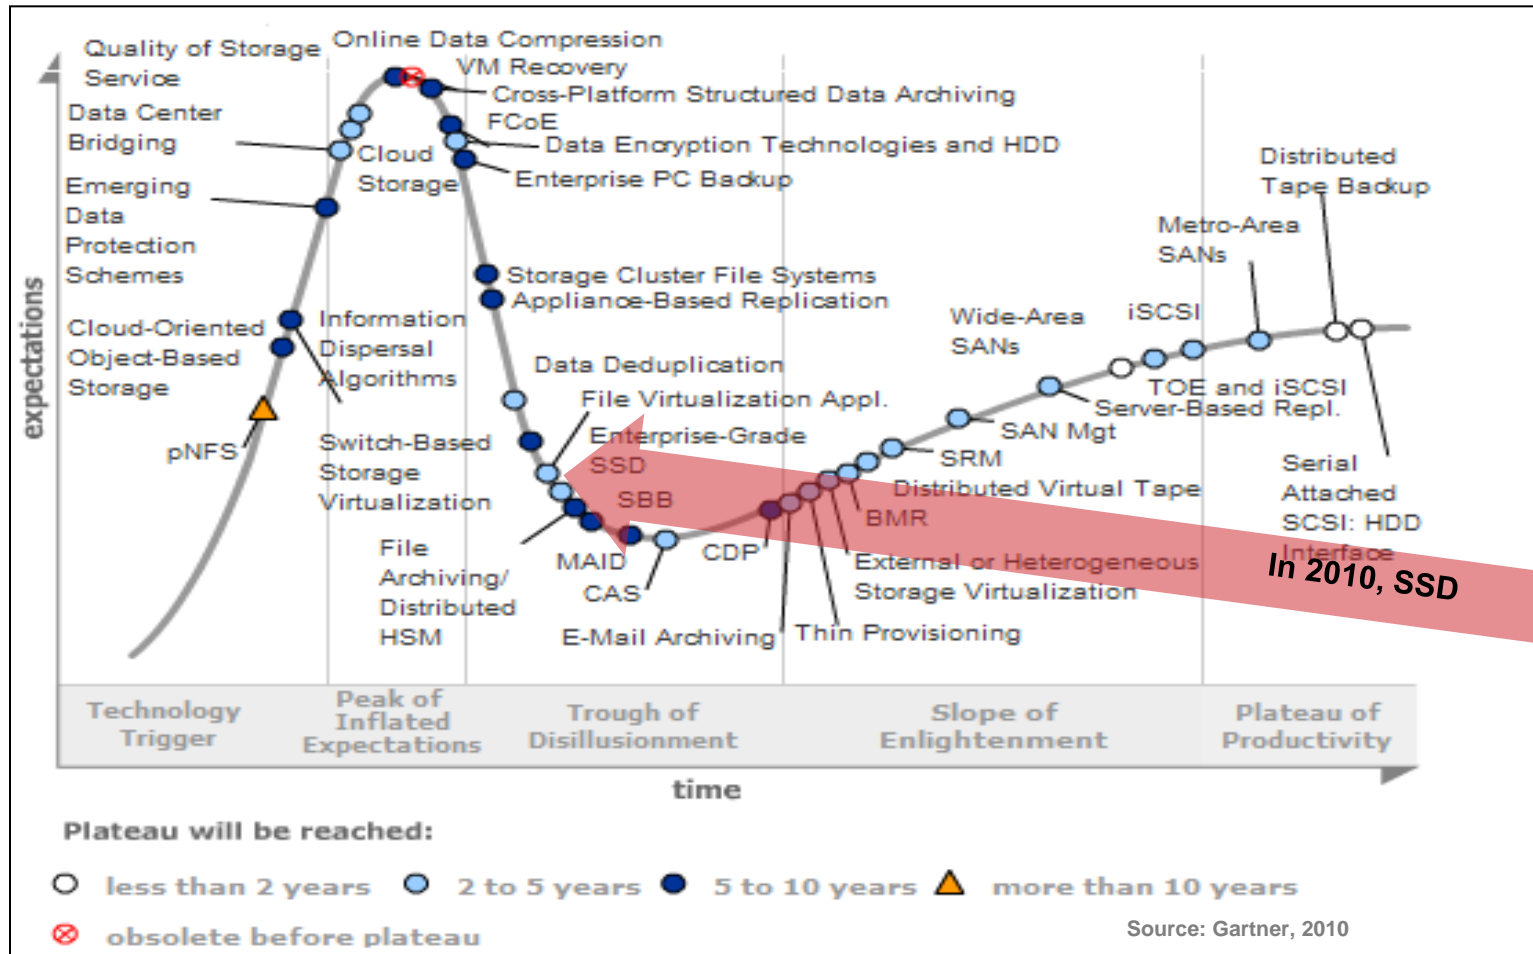 Quality of Storage
Service
Online Data Compression
VM Recovery
Cross-Platform Structured Data Archiving
FCoE
Data Encryption Technologies and HDD
Enterprise PC Backup
Data Center
Bridging
Cloud
Storage
Emerging
Data
Protection
Schemes
Distributed
Tape Backup
Metro-Area
SANs
Storage Cluster File Systems
Appliance-Based Replication
Cloud-Oriented
Object-Based
Storage
Information
Dispersal
Algorithms
Wide-Area
SANs
iSCSI
expectations
Data Deduplication
File Virtualization Appl.
TOE and iSCSI
Server-Based Repl.
pNFS
Switch-Based
Storage
Virtualization
Enterprise-Grade
SSD
SBB
SAN Mgt
SRM
Distributed Virtual Tape
BMR
Serial
Attached
SCSI: HDD
Interface
File
Archiving/
Distributed
HSM
MAID
CAS
CDP
External or Heterogeneous
Storage Virtualization
In 2010, SSD
E-Mail Archiving
Thin Provisioning
Technology
Trigger
Peak of
Inflated
Expectations
Trough of
Disillusionment
Slope of
Enlightenment
Plateau of
Productivity
time
Plateau will be reached:
less than 2 years
2 to 5 years
5 to 10 years
more than 10 years
obsolete before plateau
Source: Gartner, 2010